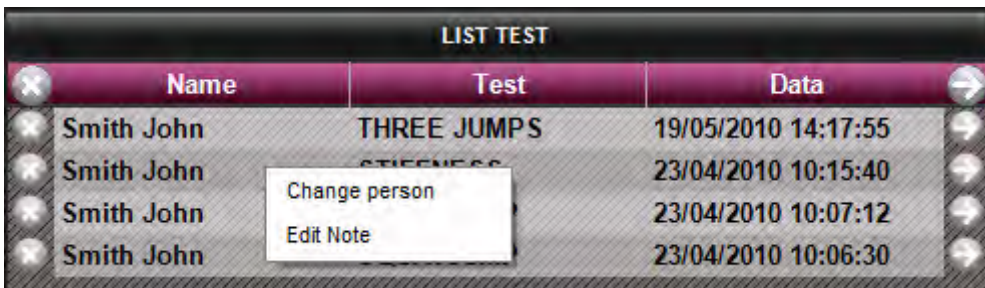 LIST TEST
Name Test Data
Smith John THREE JUMPS 19/05/2010 14:17:55
Smith John STIFFNESS 23/04/2010 10:15:40
Change person
Smith John 23/04/2010 10:07:12
Edit Note
Smith John 23/04/2010 10:06:30